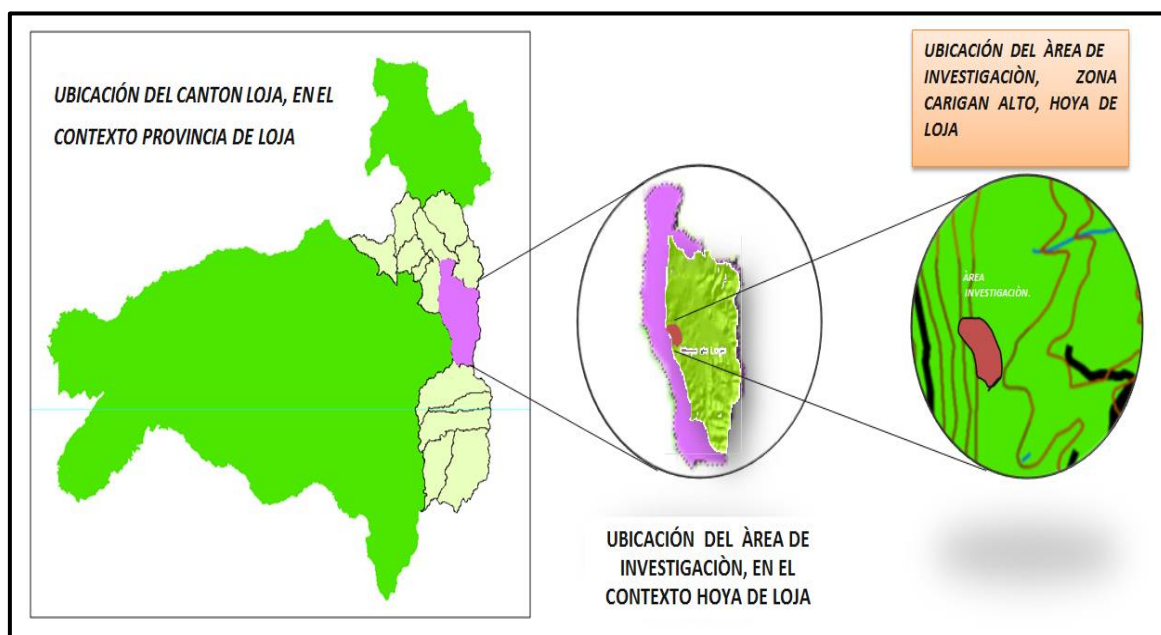 UBICACIÓN DEL CANTON LOJA, EN EL
CONTEXTO PROVINCIA DE LOJA
UBICACIÓN DEL ÀREA DE
INVESTIGACIÒN, ZONA
CARIGAN ALTO, HOYA DE
LOJA
ÀREA
INVESTIGACIÒN.
UBICACIÓN DEL ÀREA DE
INVESTIGACIÒN, EN EL
CONTEXTO HOYA DE LOJA